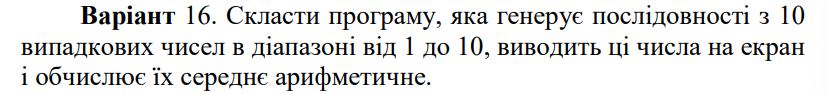 Варіант 16. Скласти програму, яка генерує послідовності з 10
випадкових чисел в діапазоні від 1 до 10, виводить ці числа на екран
і обчислює їх середнє арифметичне.